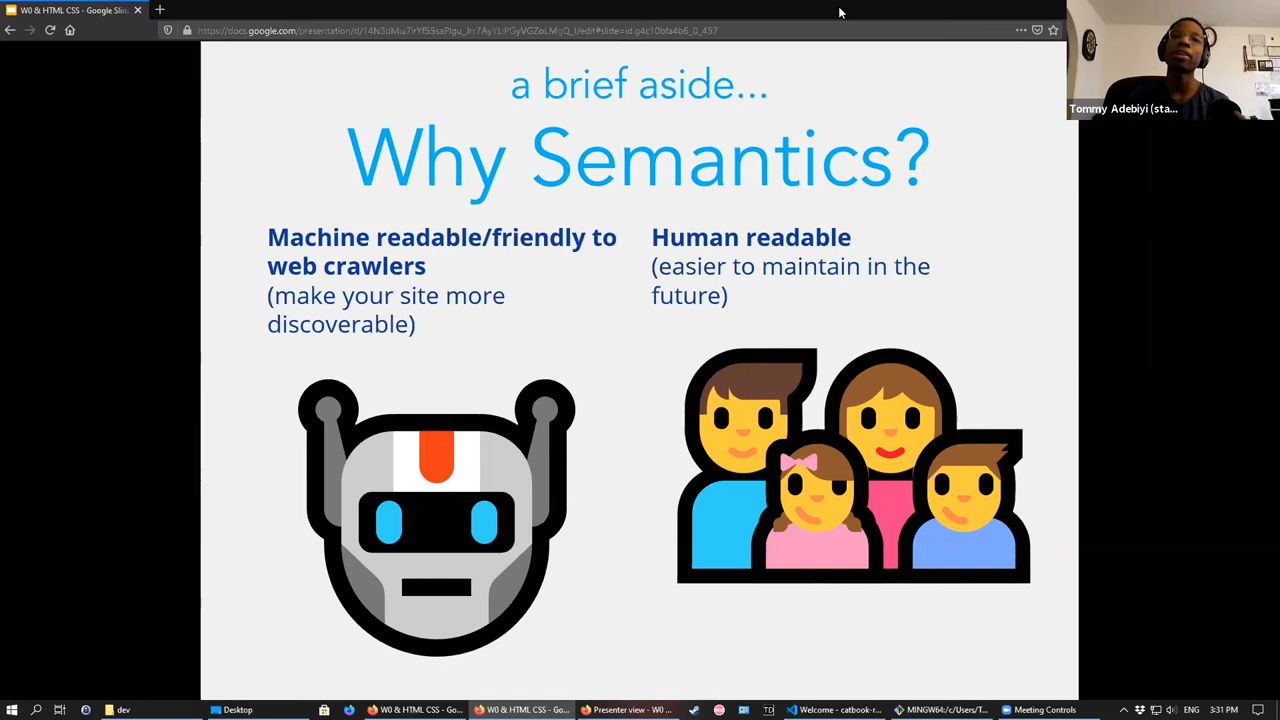 W0 & HTML CSS - Google Slid
a brief aside...
Why Semantics?
Machine readable/friendly to
web crawlers
(make your site more
discoverable)
Human readable
(easier to maintain in the
future)
Tommy Adebiyi (sta...
dev
Desktop
W0 & HTML CSS - Go...
W0 & HTML CSS - Go...
Presenter view - W0 ...
Welcome - catbook-r...
MINGW64:/c/Users/T...
Meeting Controls
ENG
3:31 PM